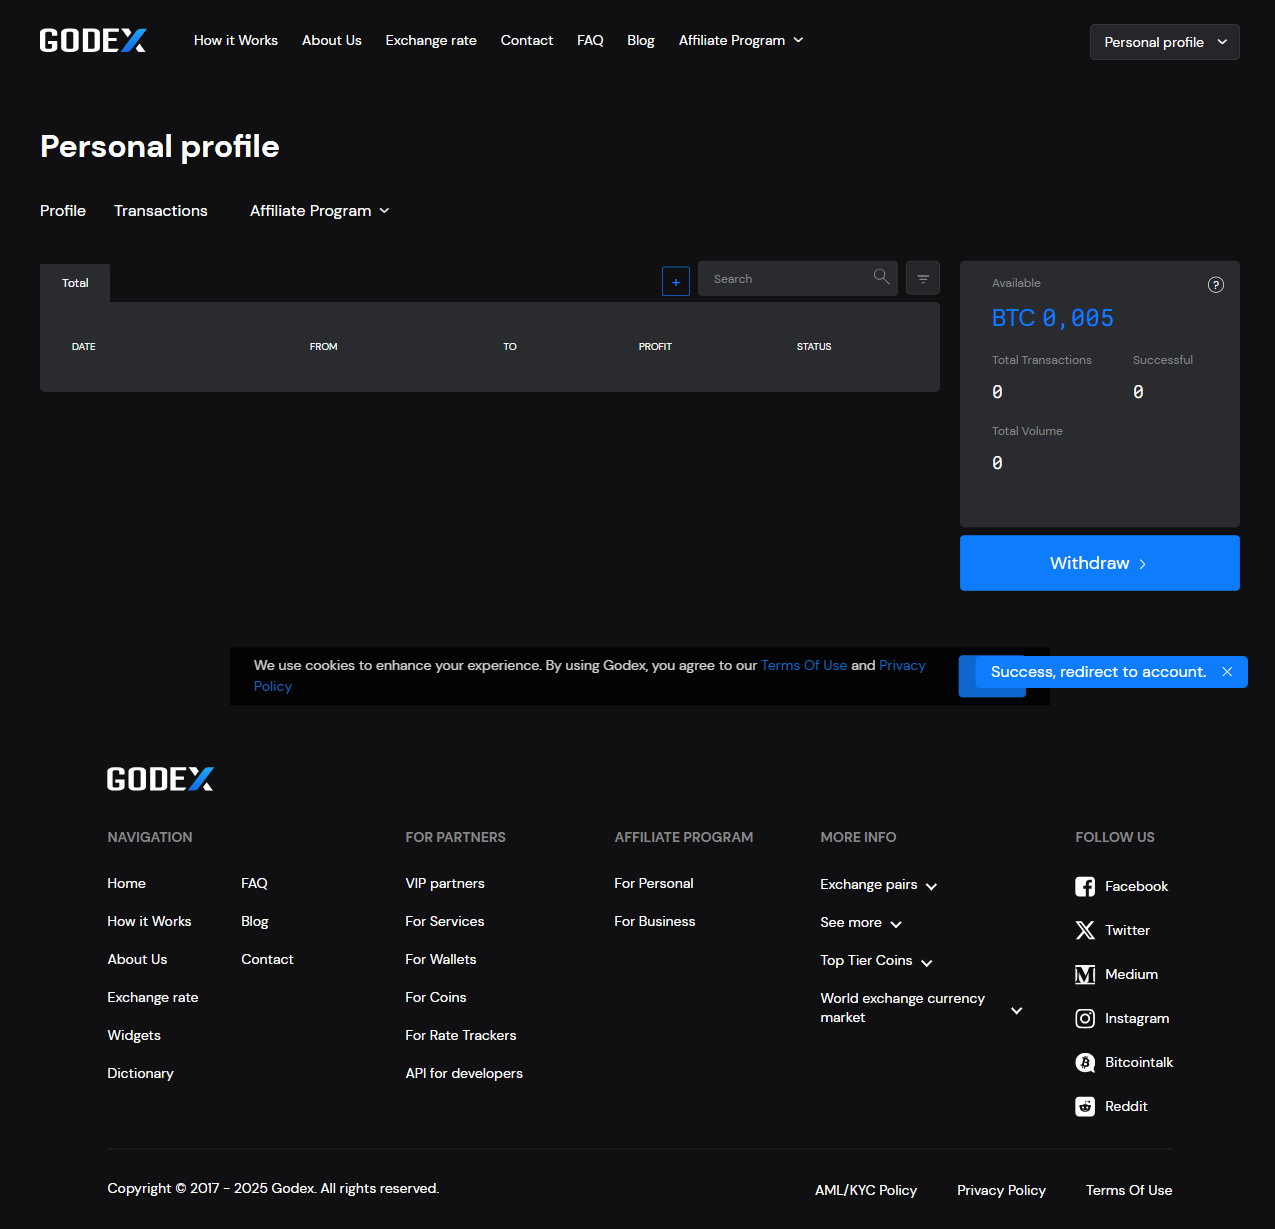 GODEX
How it Works About Us Exchange rate Contact FAQ Blog Affiliate Program
Personal profile
Personal profile
Profile Transactions Affiliate Program
Total
+
Search
DATE FROM TO PROFIT STATUS
Available
?
BTC 0,005
Total Transactions Successful
0 0
Total Volume
0
Withdraw
We use cookies to enhance your experience. By using Godex, you agree to our Terms Of Use and Privacy
Policy
Success, redirect to account.
GODEX
NAVIGATION FOR PARTNERS AFFILIATE PROGRAM MORE INFO FOLLOW US
Home FAQ VIP partners For Personal Exchange pairs Facebook
How it Works Blog For Services For Business See more Twitter
About Us Contact For Wallets Top Tier Coins Medium
Exchange rate For Coins World exchange currency
market Instagram
Widgets For Rate Trackers Bitcointalk
Dictionary API for developers Reddit
Copyright © 2017 - 2025 Godex. All rights reserved. AML/KYC Policy Privacy Policy Terms Of Use